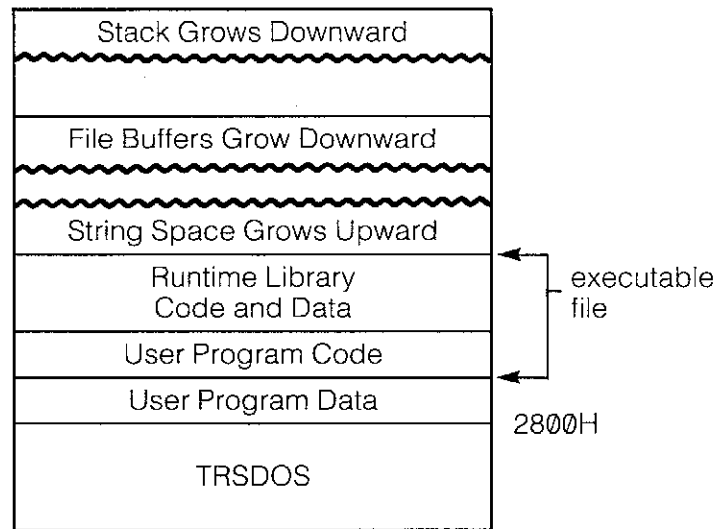 Stack Grows Downward
File Buffers Grow Downward
String Space Grows Upward
Runtime Library
Code and Data
executable
file
User Program Code
User Program Data
2800H
TRSDOS